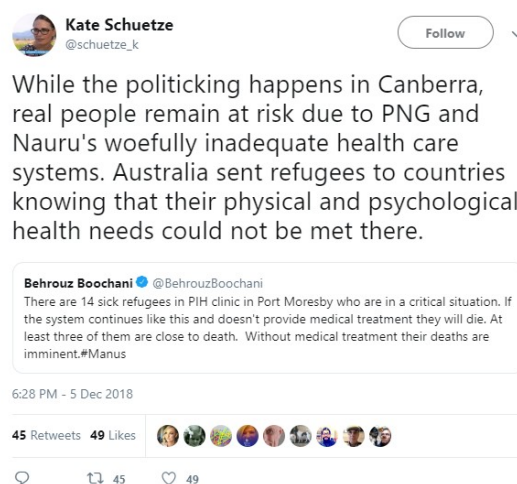 Kate Schuetze
@schuetze_k
Follow
While the politicking happens in Canberra,
real people remain at risk due to PNG and
Nauru's woefully inadequate health care
systems. Australia sent refugees to countries
knowing that their physical and psychological
health needs could not be met there.
Behrouz Boochani @BehrouzBoochani
There are 14 sick refugees in PIH clinic in Port Moresby who are in a critical situation. If
the system continues like this and doesn't provide medical treatment they will die. At
least three of them are close to death. Without medical treatment their deaths are
imminent.#Manus
6:28 PM - 5 Dec 2018
45 Retweets 49 Likes
45 49